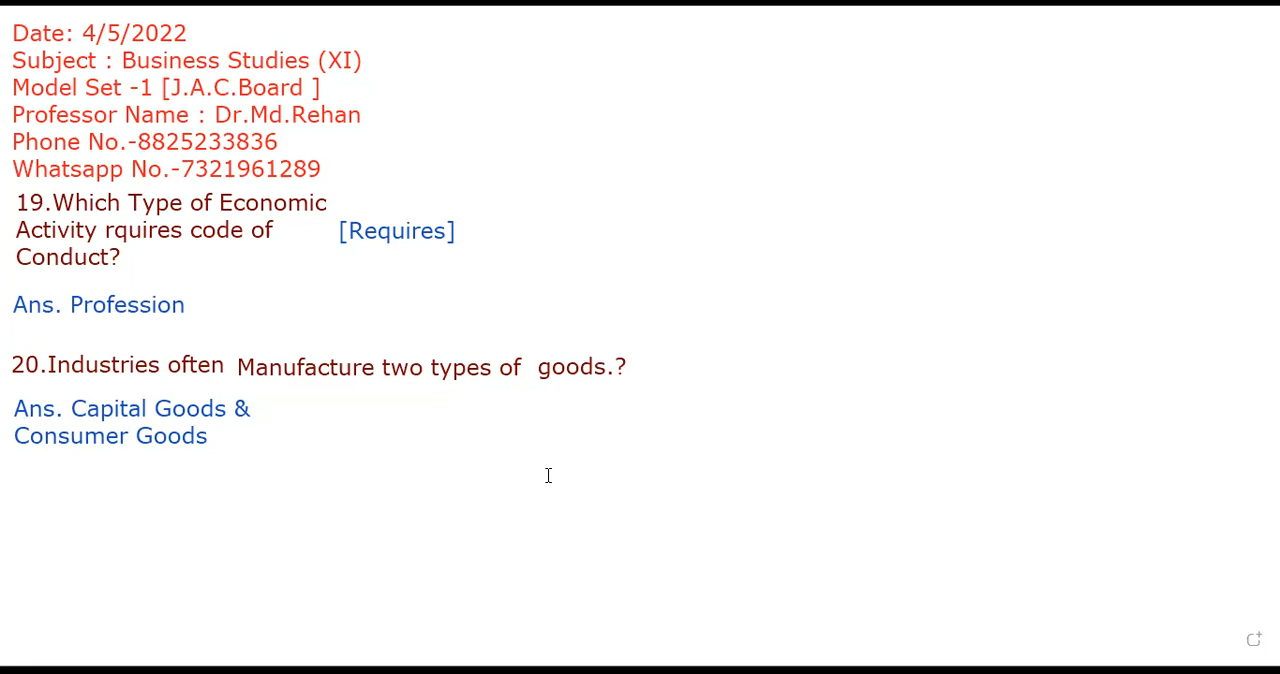 Date: 4/5/2022
Subject : Business Studies (XI)
Model Set -1 [J.A.C.Board ]
Professor Name : Dr.Md.Rehan
Phone No.-8825233836
Whatsapp No.-7321961289
19.Which Type of Economic
Activity rquires code of [Requires]
Conduct?
Ans. Profession
20.Industries often Manufacture two types of goods.?
Ans. Capital Goods &
Consumer Goods